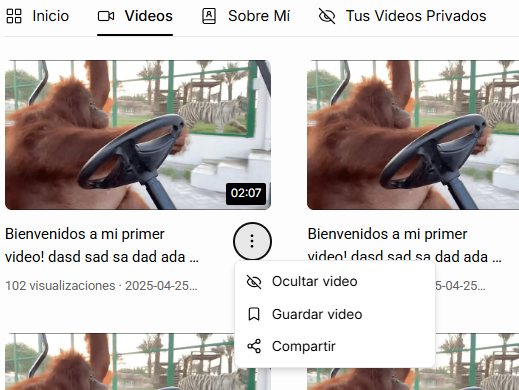 Inicio
Videos
Sobre Mí
Tus Videos Privados
02:07
Bienvenidos a mi primer
video! dasd sad sa dad ada ...
102 visualizaciones · 2025-04-25...
Bienvenidos a mi primer
video! dasd sad sa dad ada ...
5-04-25...
Ocultar video
Guardar video
Compartir